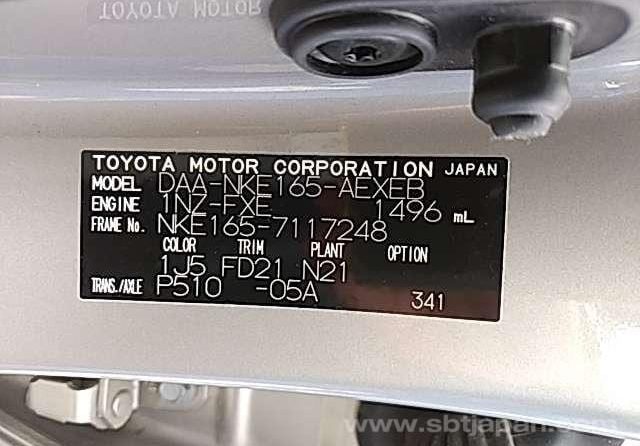 TOYOTA MOTOR
TOYOTA MOTOR CORPORATION JAPAN
MODEL DAA-NKE165-AEXEB
ENGINE 1NZ-FXE 1496 mL
FRAME No. NKE165-7117248
COLOR TRIM PLANT OPTION
1J5 FD21 N21
TRANS./AXLE P510 -05A 341
www.sbtjapan.com